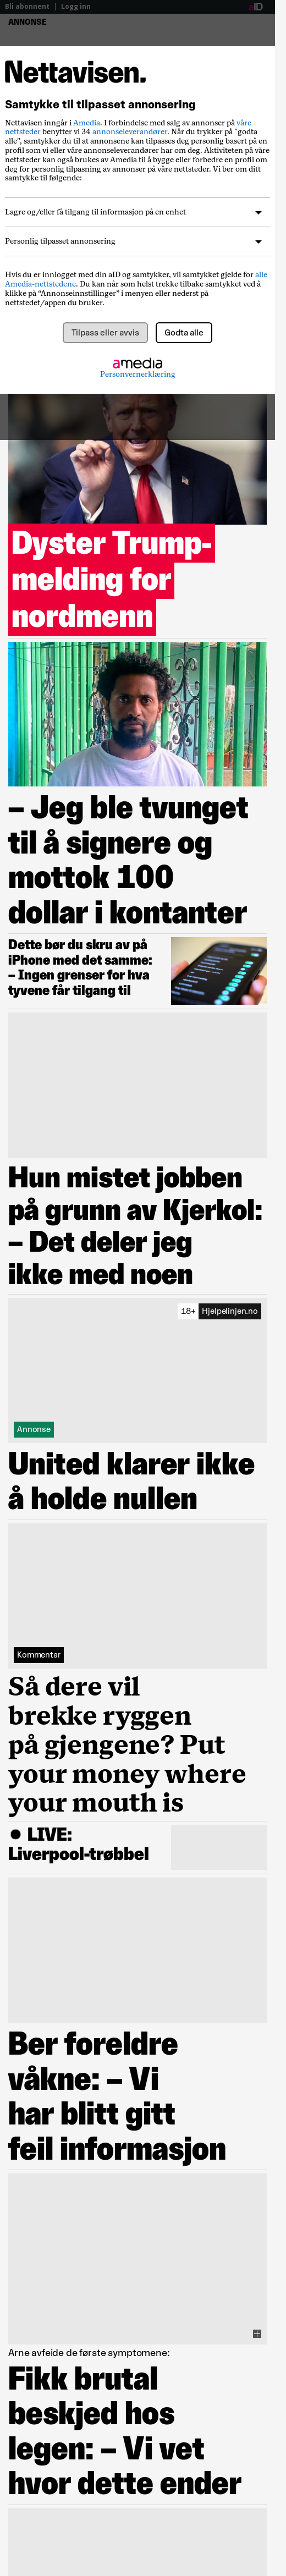 Bli abonnent | Logg inn
aID
ANNONSE
Nettavisen.
Samtykke til tilpasset annonsering
Nettavisen inngår i Amedia. I forbindelse med salg av annonser på våre
nettsteder benytter vi 34 annonseleverandører. Når du trykker på "godta
alle", samtykker du til at annonsene kan tilpasses deg personlig basert på en
profil som vi eller våre annonseleverandører har om deg. Aktiviteten på våre
nettsteder kan også brukes av Amedia til å bygge eller forbedre en profil om
deg for personlig tilpasning av annonser på våre nettsteder. Vi ber om ditt
samtykke til følgende:
Lagre og/eller få tilgang til informasjon på en enhet
Personlig tilpasset annonsering
Hvis du er innlogget med din aID og samtykker, vil samtykket gjelde for alle
Amedia-nettstedene. Du kan når som helst trekke tilbake samtykket ved å
klikke på “Annonseinnstillinger” i menyen eller nederst på
nettstedet/appen du bruker.
Tilpass eller avvis
Godta alle
amedia
Personvernerklæring
Dyster Trump-
melding for
nordmenn
– Jeg ble tvunget
til å signere og
mottok 100
dollar i kontanter
Dette bør du skru av på
iPhone med det samme:
– Ingen grenser for hva
tyvene får tilgang til
Hun mistet jobben
på grunn av Kjerkol:
– Det deler jeg
ikke med noen
18+ Hjelpelinjen.no
Annonse
United klarer ikke
å holde nullen
Kommentar
Så dere vil
brekke ryggen
på gjengene? Put
your money where
your mouth is
LIVE:
Liverpool-trøbbel
Ber foreldre
våkne: – Vi
har blitt gitt
feil informasjon
Arne avfeide de første symptomene:
Fikk brutal
beskjed hos
legen: – Vi vet
hvor dette ender